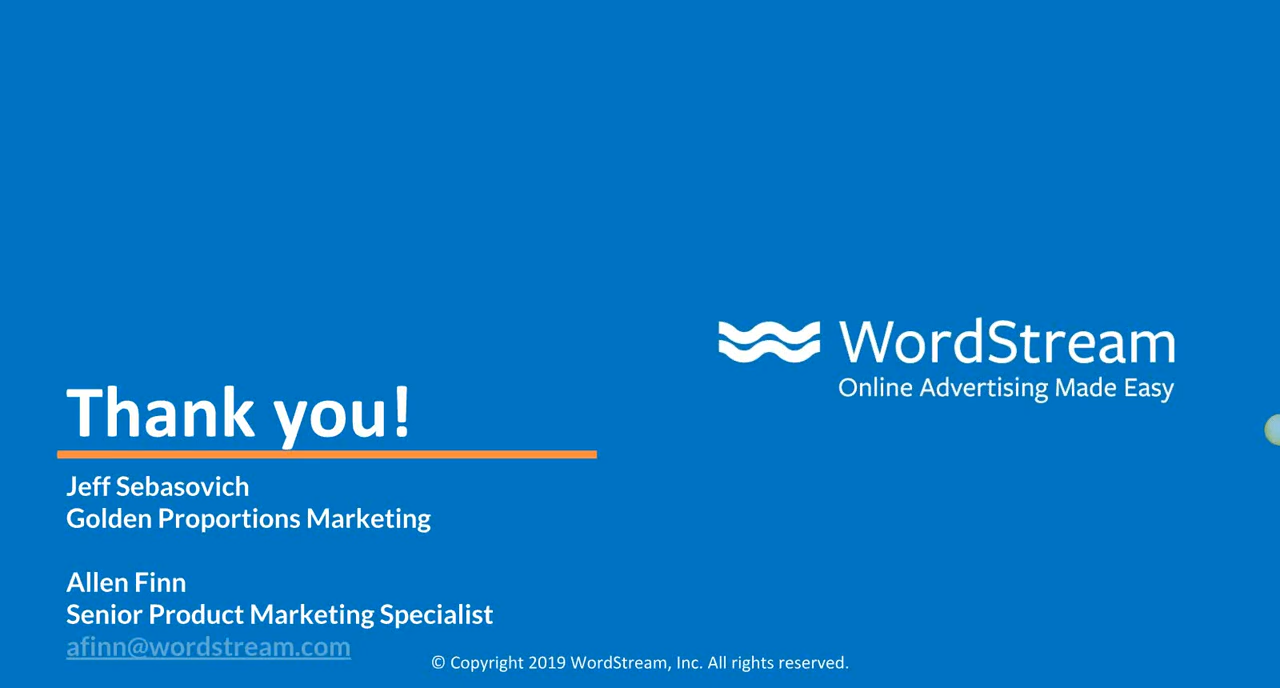 WordStream
Online Advertising Made Easy
Thank you!
Jeff Sebasovich
Golden Proportions Marketing
Allen Finn
Senior Product Marketing Specialist
afinn@wordstream.com
© Copyright 2019 WordStream, Inc. All rights reserved.